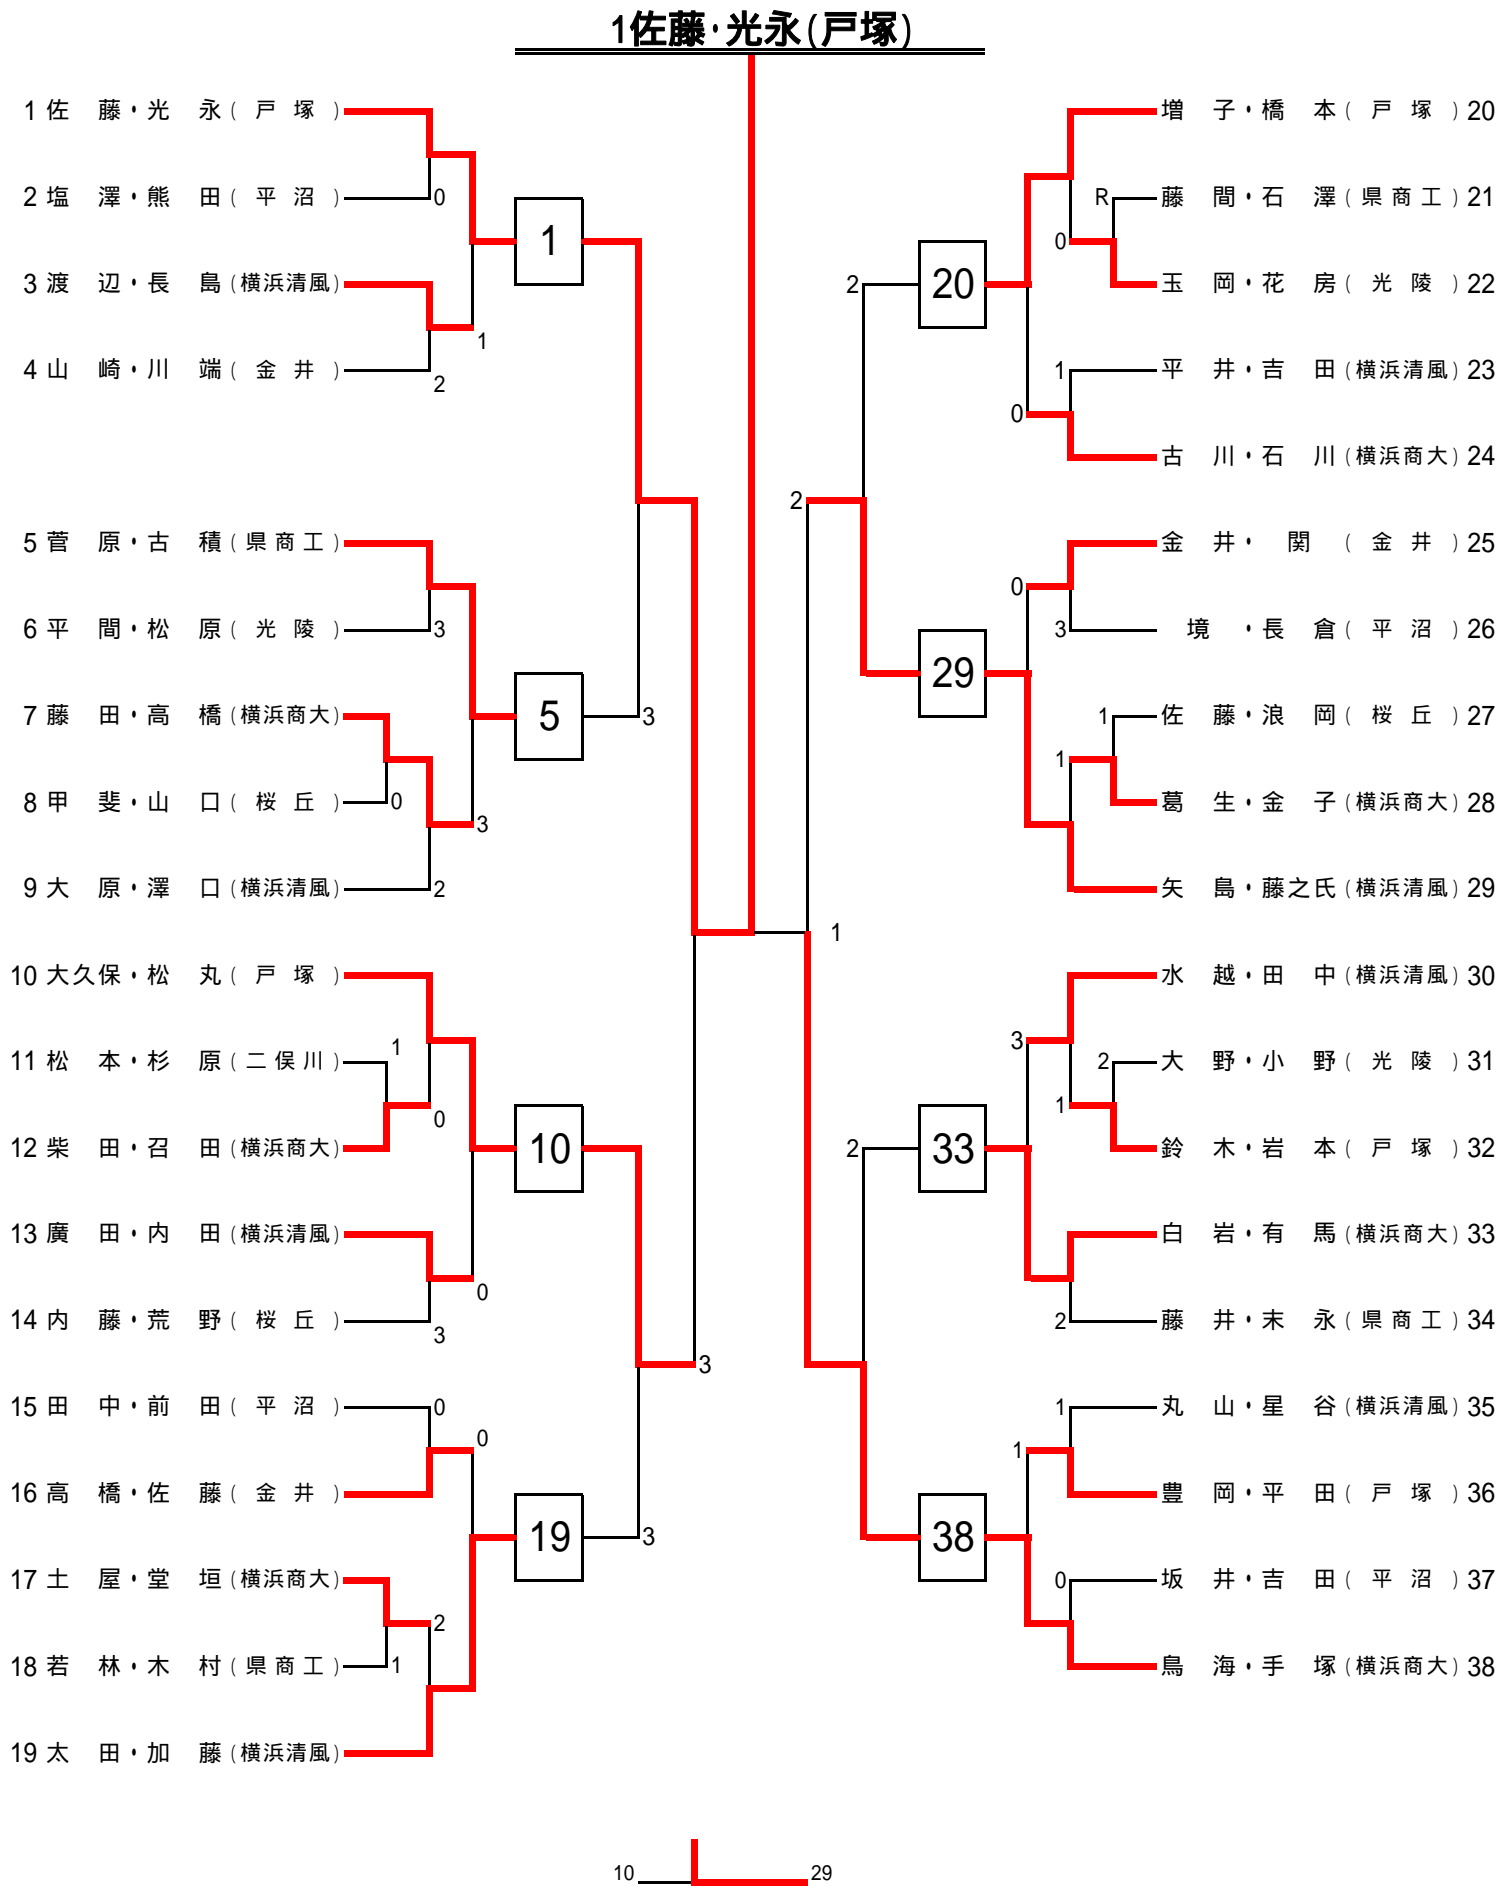 1佐藤・光永(戸塚)
1 佐 藤・光 永(戸塚)
2 塩 澤・熊 田(平沼)
0
1
3 渡 辺・長 島(横浜清風)
1
4 山 崎・川 端(金井)
2
5 菅 原・古 積(県商工)
6 平 間・松 原(光陵)
3
7 藤 田・高 橋(横浜商大)
5
3
8 甲 斐・山 口(桜丘)
0
3
9 大 原・澤 口(横浜清風)
2
10 大久保・松 丸(戸塚)
11 松 本・杉 原(二俣川)
1
0
12 柴 田・召 田(横浜商大)
10
13 廣 田・内 田(横浜清風)
0
14 内 藤・荒 野(桜丘)
3
3
15 田 中・前 田(平沼)
0
0
16 高 橋・佐 藤(金井)
19
3
17 土 屋・堂 垣(横浜商大)
2
18 若 林・木 村(県商工)
1
19 太 田・加 藤(横浜清風)
増 子・橋 本(戸塚) 20
R
藤 間・石 澤(県商工) 21
0
2
20
玉 岡・花 房(光陵) 22
1
平 井・吉 田(横浜清風) 23
0
古 川・石 川(横浜商大) 24
2
金 井・ 関 (金井) 25
0
3
境 ・長 倉(平沼) 26
29
1
佐 藤・浪 岡(桜丘) 27
1
葛 生・金 子(横浜商大) 28
矢 島・藤之氏(横浜清風) 29
1
水 越・田 中(横浜清風) 30
3
2
大 野・小 野(光陵) 31
1
2
33
鈴 木・岩 本(戸塚) 32
白 岩・有 馬(横浜商大) 33
2
藤 井・末 永(県商工) 34
1
丸 山・星 谷(横浜清風) 35
1
豊 岡・平 田(戸塚) 36
38
0
坂 井・吉 田(平沼) 37
鳥 海・手 塚(横浜商大) 38
10
29